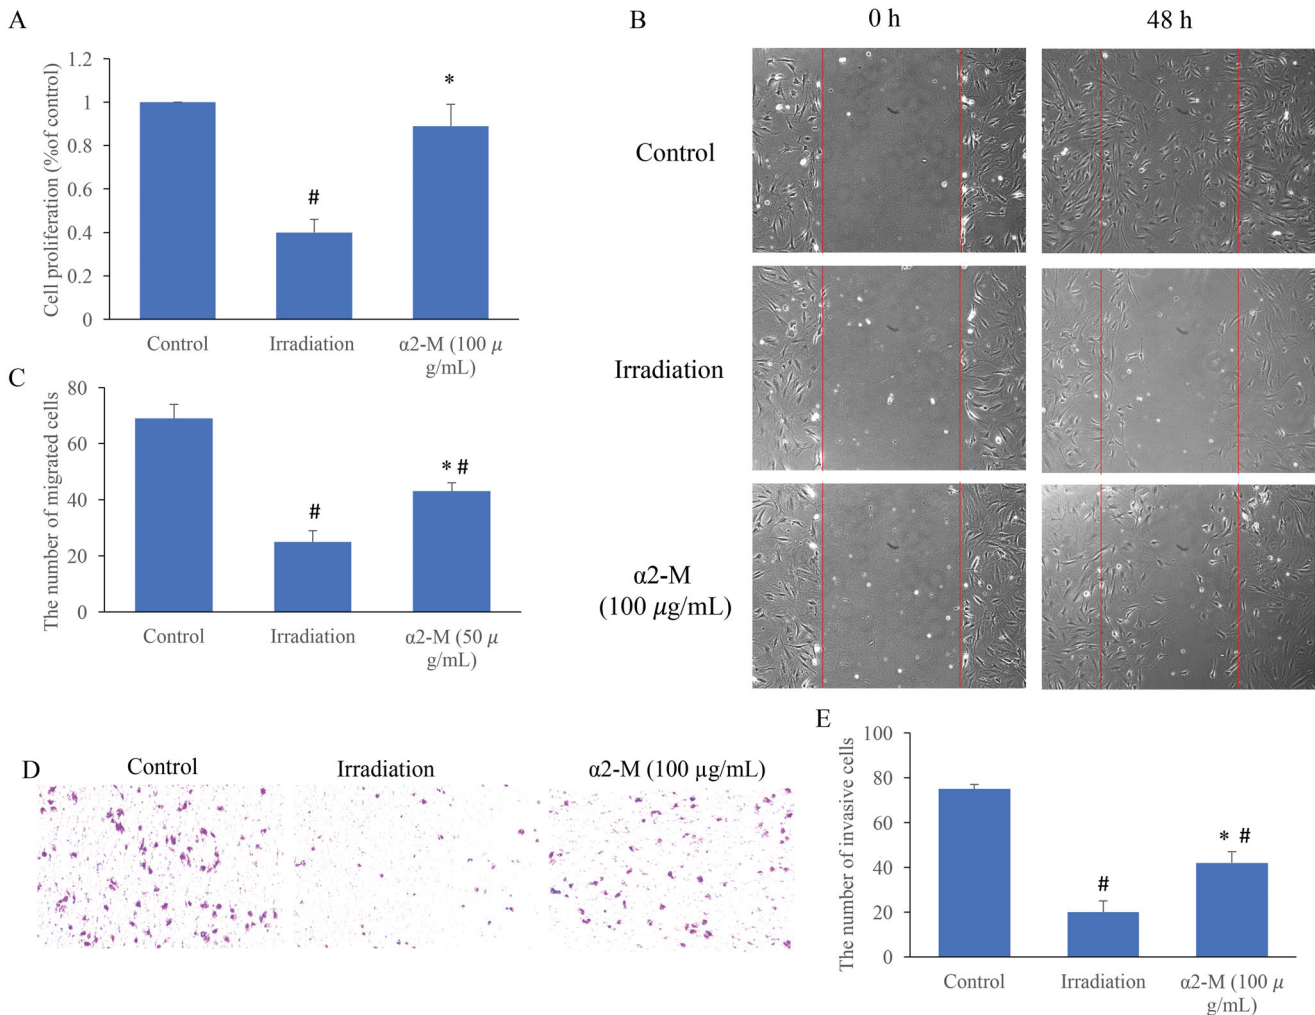 A
Cell proliferation (%of control)
1.2
1
0.8
0.6
0.4
0.2
0
#
*
Control
Irradiation
α2-M (100 μ
g/mL)
B
0 h
48 h
Control
Irradiation
α2-M
(100 μg/mL)
C
The number of migrated cells
80
60
40
20
0
#
* #
Control
Irradiation
α2-M (50 μ
g/mL)
D
Control
Irradiation
α2-M (100 µg/mL)
E
The number of invasive cells
100
80
60
40
20
0
#
* #
Control
Irradiation
α2-M (100 μ
g/mL)